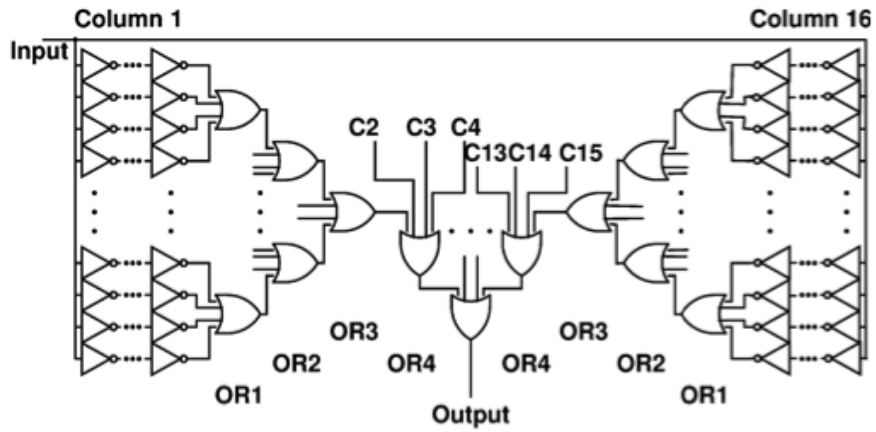 Column 1
Column 16
Input
C2
C3
C4
C13
C14
C15
OR3
OR3
OR2
OR4
OR4
OR2
OR1
OR1
Output